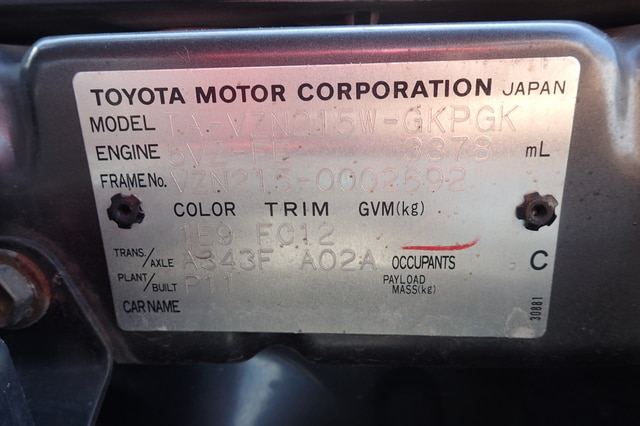 TOYOTA MOTOR CORPORATION JAPAN
MODEL TA-VZN215W-GKPGK
ENGINE 5VZ-FE 3378 mL
FRAME No. VZN215-0002692
COLOR TRIM GVM(kg)
1E9 FC12
TRANS./AXLE A343F A02A OCCUPANTS C
PLANT/BUILT P11 PAYLOAD MASS(kg)
CAR NAME
30881